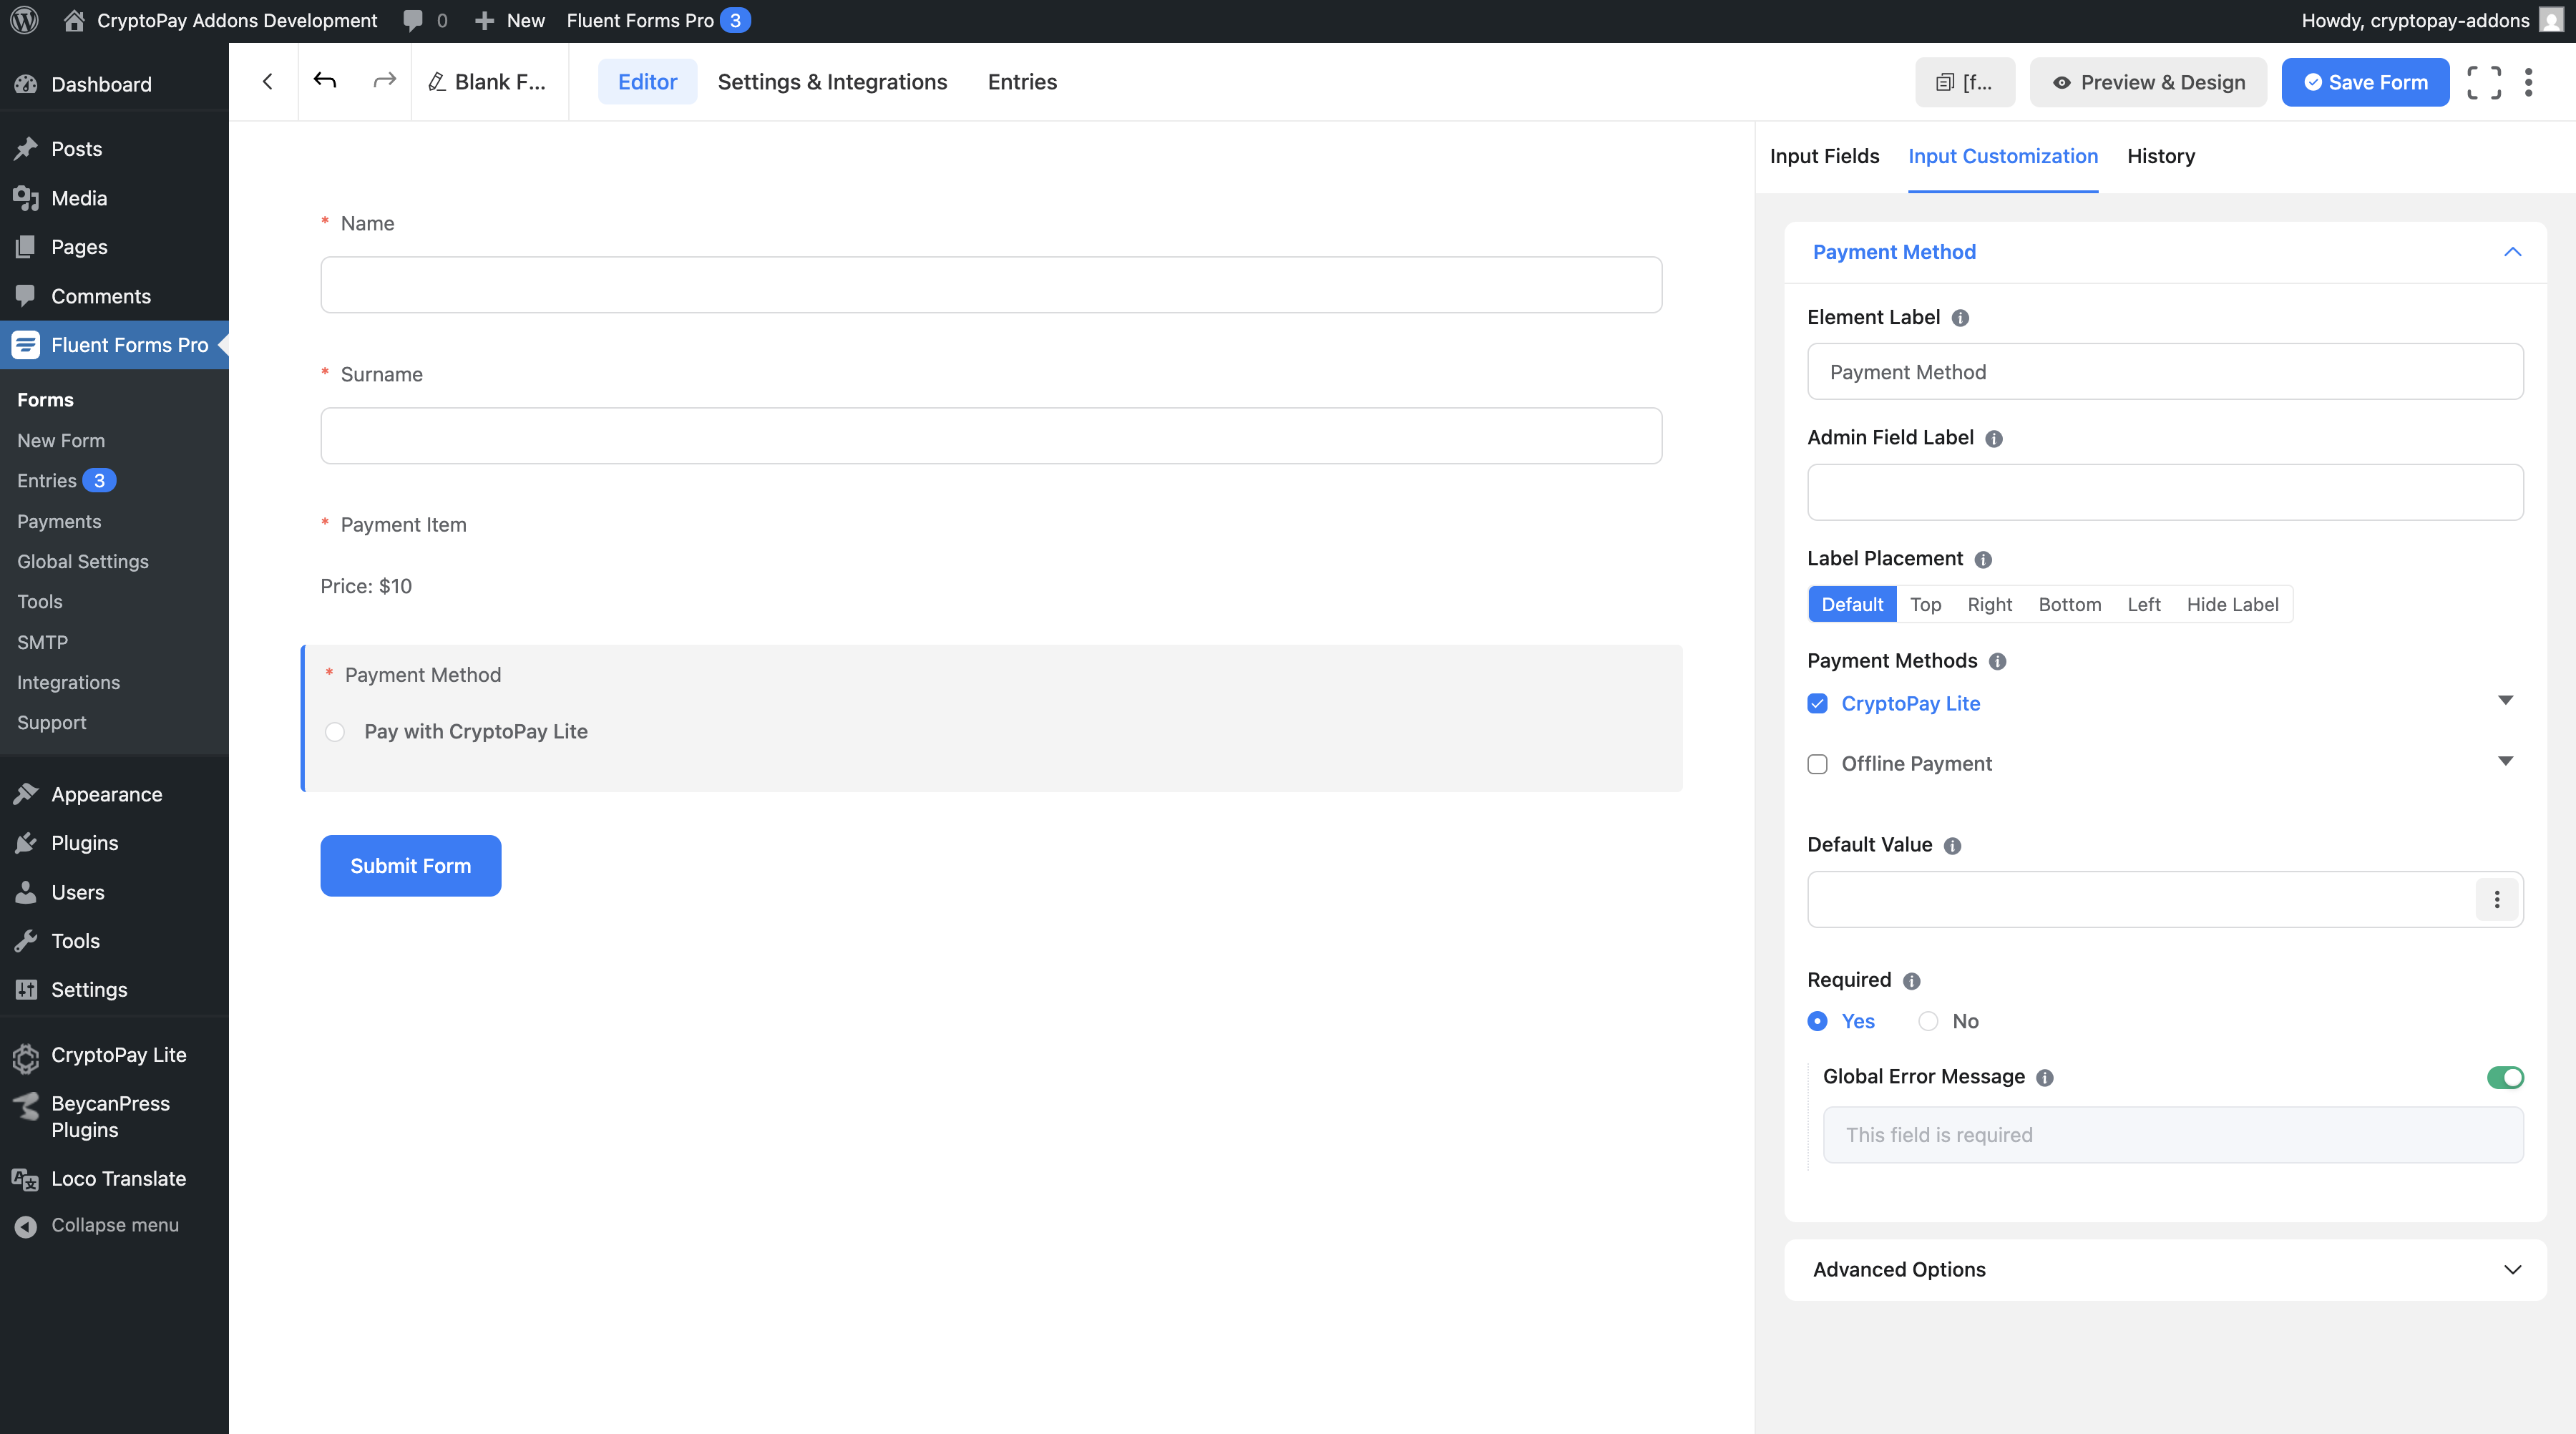 CryptoPay Addons Development 0 New Fluent Forms Pro 3 Howdy, cryptopay-addons
Dashboard
Posts
Media
Pages
Comments
Fluent Forms Pro
Forms
New Form
Entries 3
Payments
Global Settings
Tools
SMTP
Integrations
Support
Appearance
Plugins
Users
Tools
Settings
CryptoPay Lite
BeycanPress
Plugins
Loco Translate
Collapse menu
Blank F... Editor Settings & Integrations Entries [f... Preview & Design Save Form
* Name
* Surname
* Payment Item
Price: $10
* Payment Method
Pay with CryptoPay Lite
Submit Form
Input Fields Input Customization History
Payment Method
Element Label
Payment Method
Admin Field Label
Label Placement
Default Top Right Bottom Left Hide Label
Payment Methods
CryptoPay Lite
Offline Payment
Default Value
Required
Yes No
Global Error Message
This field is required
Advanced Options